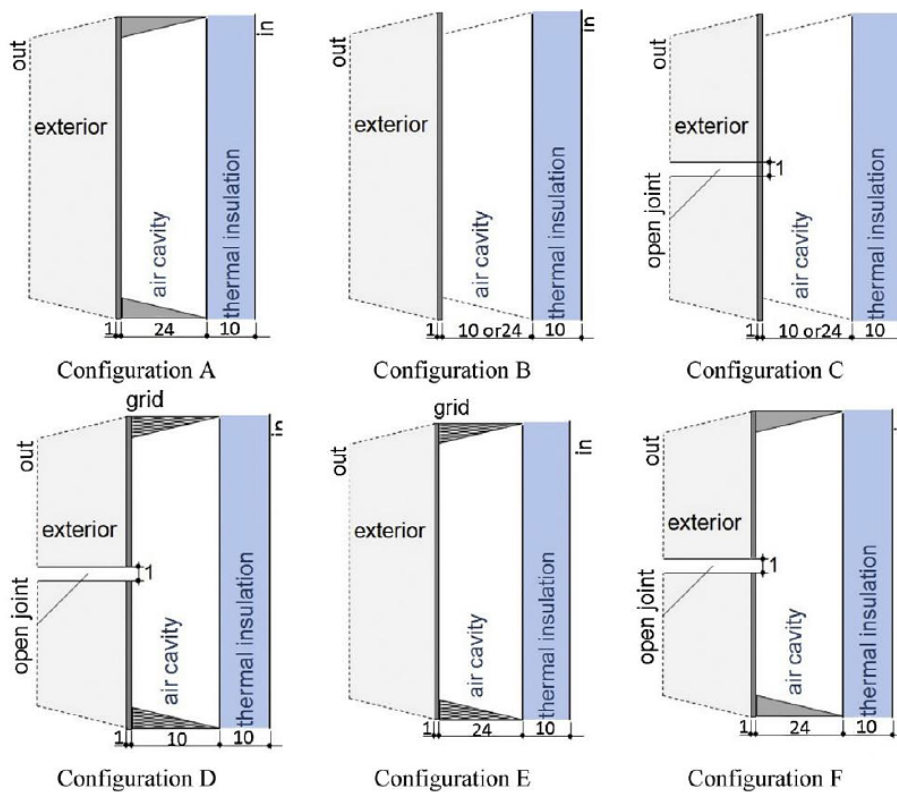 out
exterior
air cavity
thermal insulation
in
1 24 10
Configuration A
out
exterior
air cavity
thermal insulation
in
1 10 or24 10
Configuration B
out
exterior
1
open joint
air cavity
thermal insulation
1 10 or24 10
Configuration C
grid
out
exterior
1
open joint
air cavity
thermal insulation
in
1 10 10
Configuration D
grid
out
exterior
air cavity
thermal insulation
in
1 24 10
Configuration E
out
exterior
1
open joint
air cavity
thermal insulation
1 24 10
Configuration F